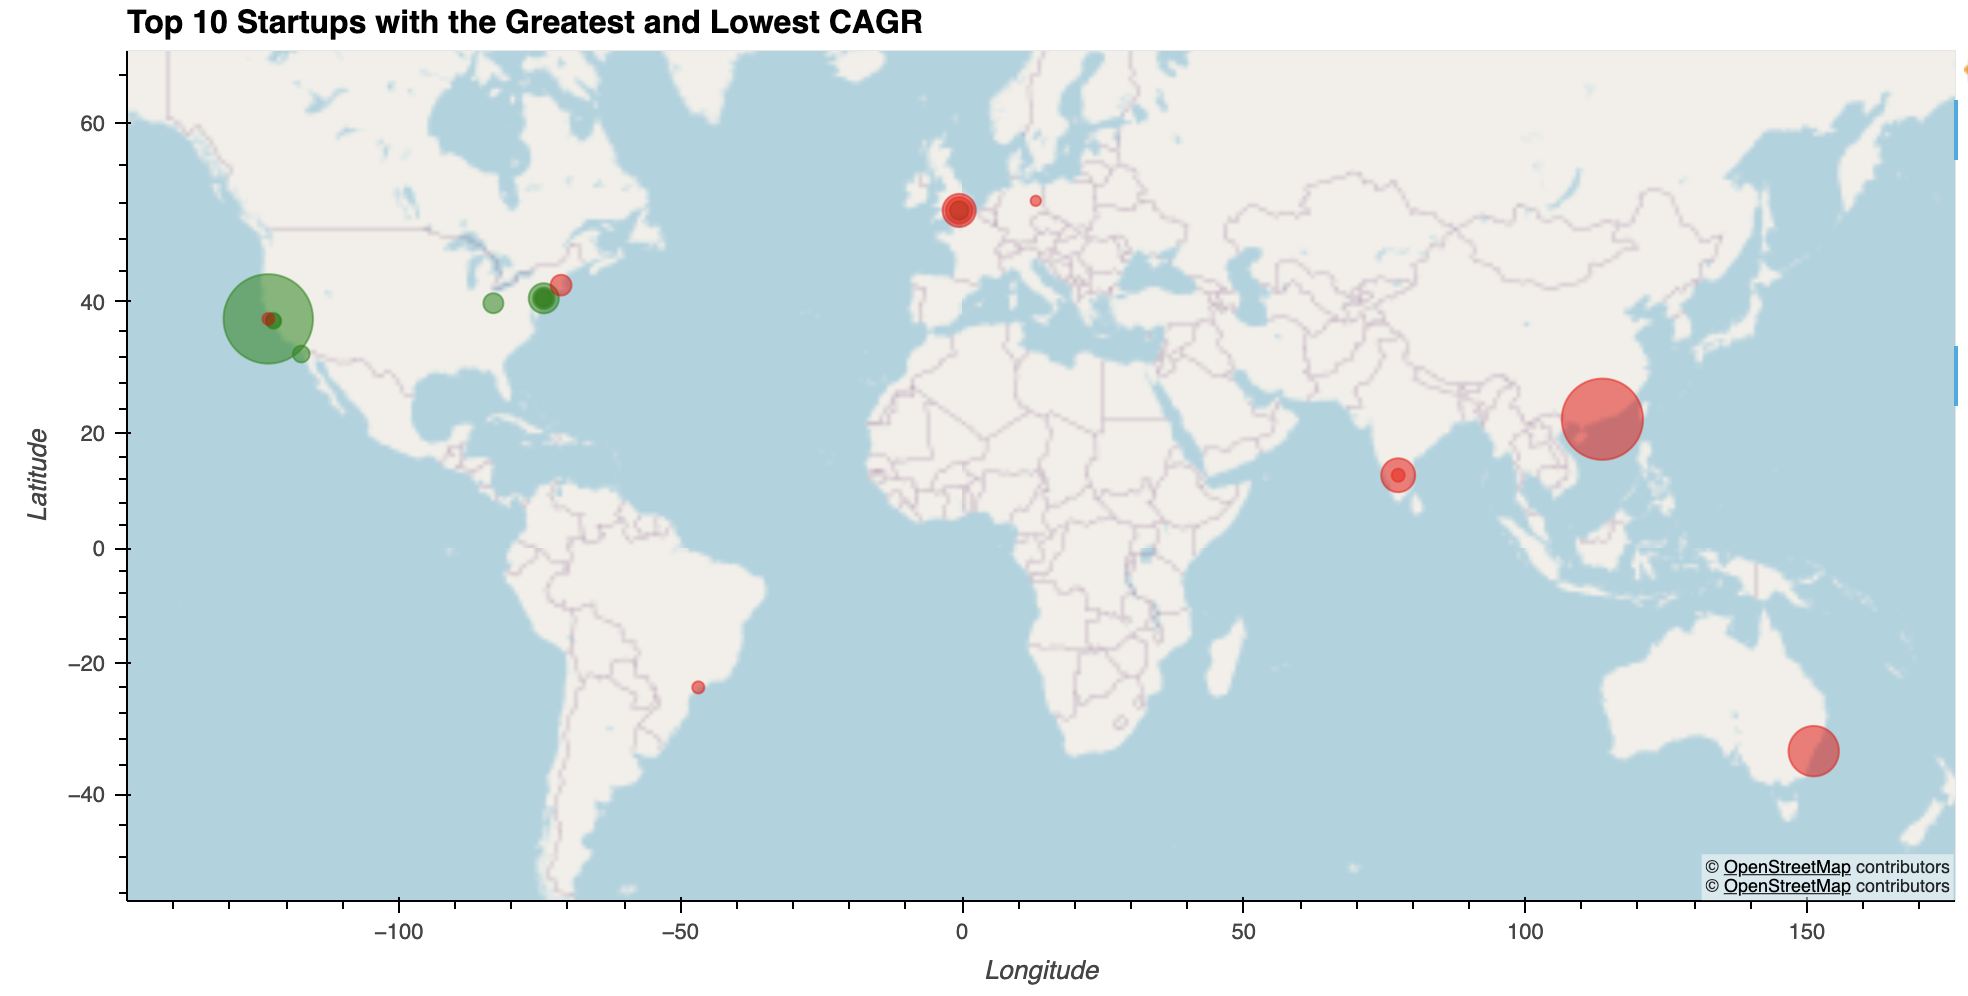 Top 10 Startups with the Greatest and Lowest CAGR
60
40
20
0
−20
−40
Latitude
−100
−50
0
50
100
150
Longitude
© OpenStreetMap contributors
© OpenStreetMap contributors